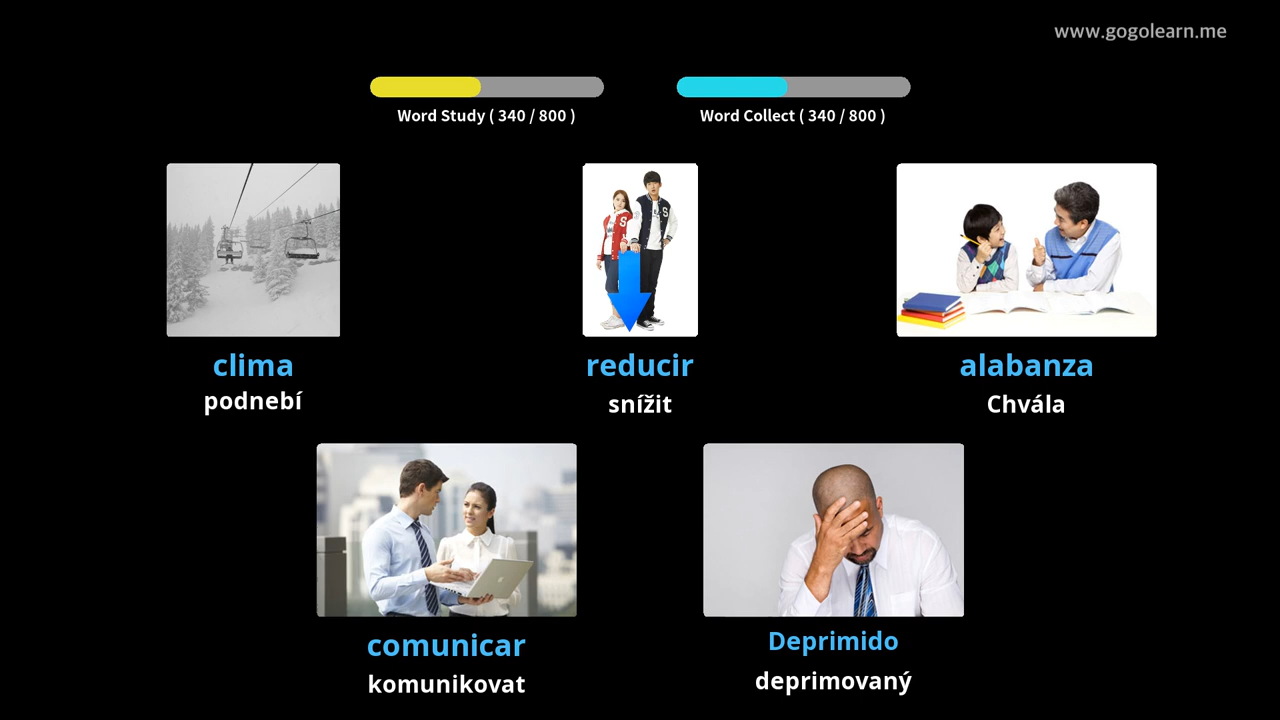 www.gogolearn.me
Word Study ( 340 / 800 )
Word Collect ( 340 / 800 )
clima
podnebí
reducir
snížit
alabanza
Chvála
comunicar
komunikovat
Deprimido
deprimovaný